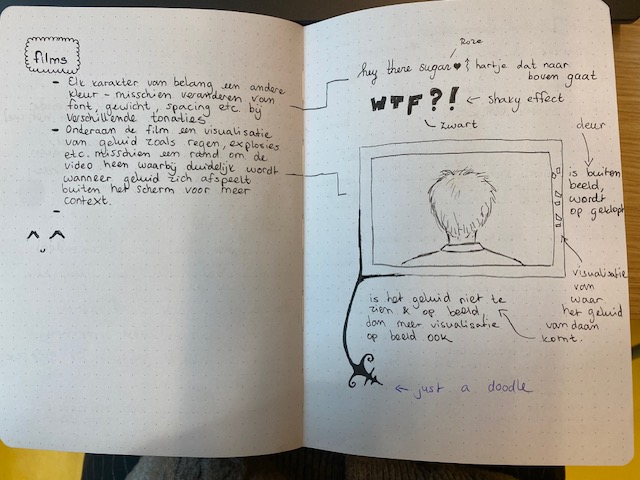 films
- Elk karakter van belang een andere
kleur - misschien veranderen van
font, gewicht, spacing etc. bij
verschillende tonaties
- Onderaan de film een visualisatie
van geluid zoals regen, explosies
etc. misschien een rand om de
video heen waarbij duidelijk wordt
wanneer geluid zich afspeelt
buiten het scherm voor meer
context.
-
Roze
hey there sugar♥ hartje dat naar
boven gaat
WTF?! ← shaky effect
zwart
deur
is buiten
beeld,
wordt
op geklopt
visualisatie
van
waar
het geluid
vandaan
komt.
is het geluid niet te
zien & op beeld,
dan meer visualisatie
op beeld ook
← just a doodle